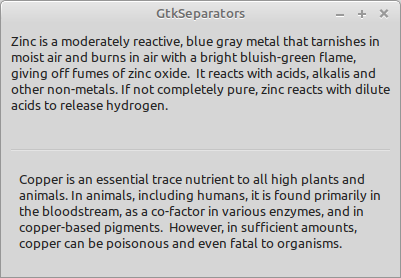 GtkSeparators
Zinc is a moderately reactive, blue gray metal that tarnishes in
moist air and burns in air with a bright bluish-green flame,
giving off fumes of zinc oxide.  It reacts with acids, alkalis and
other non-metals. If not completely pure, zinc reacts with dilute
acids to release hydrogen.
Copper is an essential trace nutrient to all high plants and
animals. In animals, including humans, it is found primarily in
the bloodstream, as a co-factor in various enzymes, and in
copper-based pigments.  However, in sufficient amounts,
copper can be poisonous and even fatal to organisms.